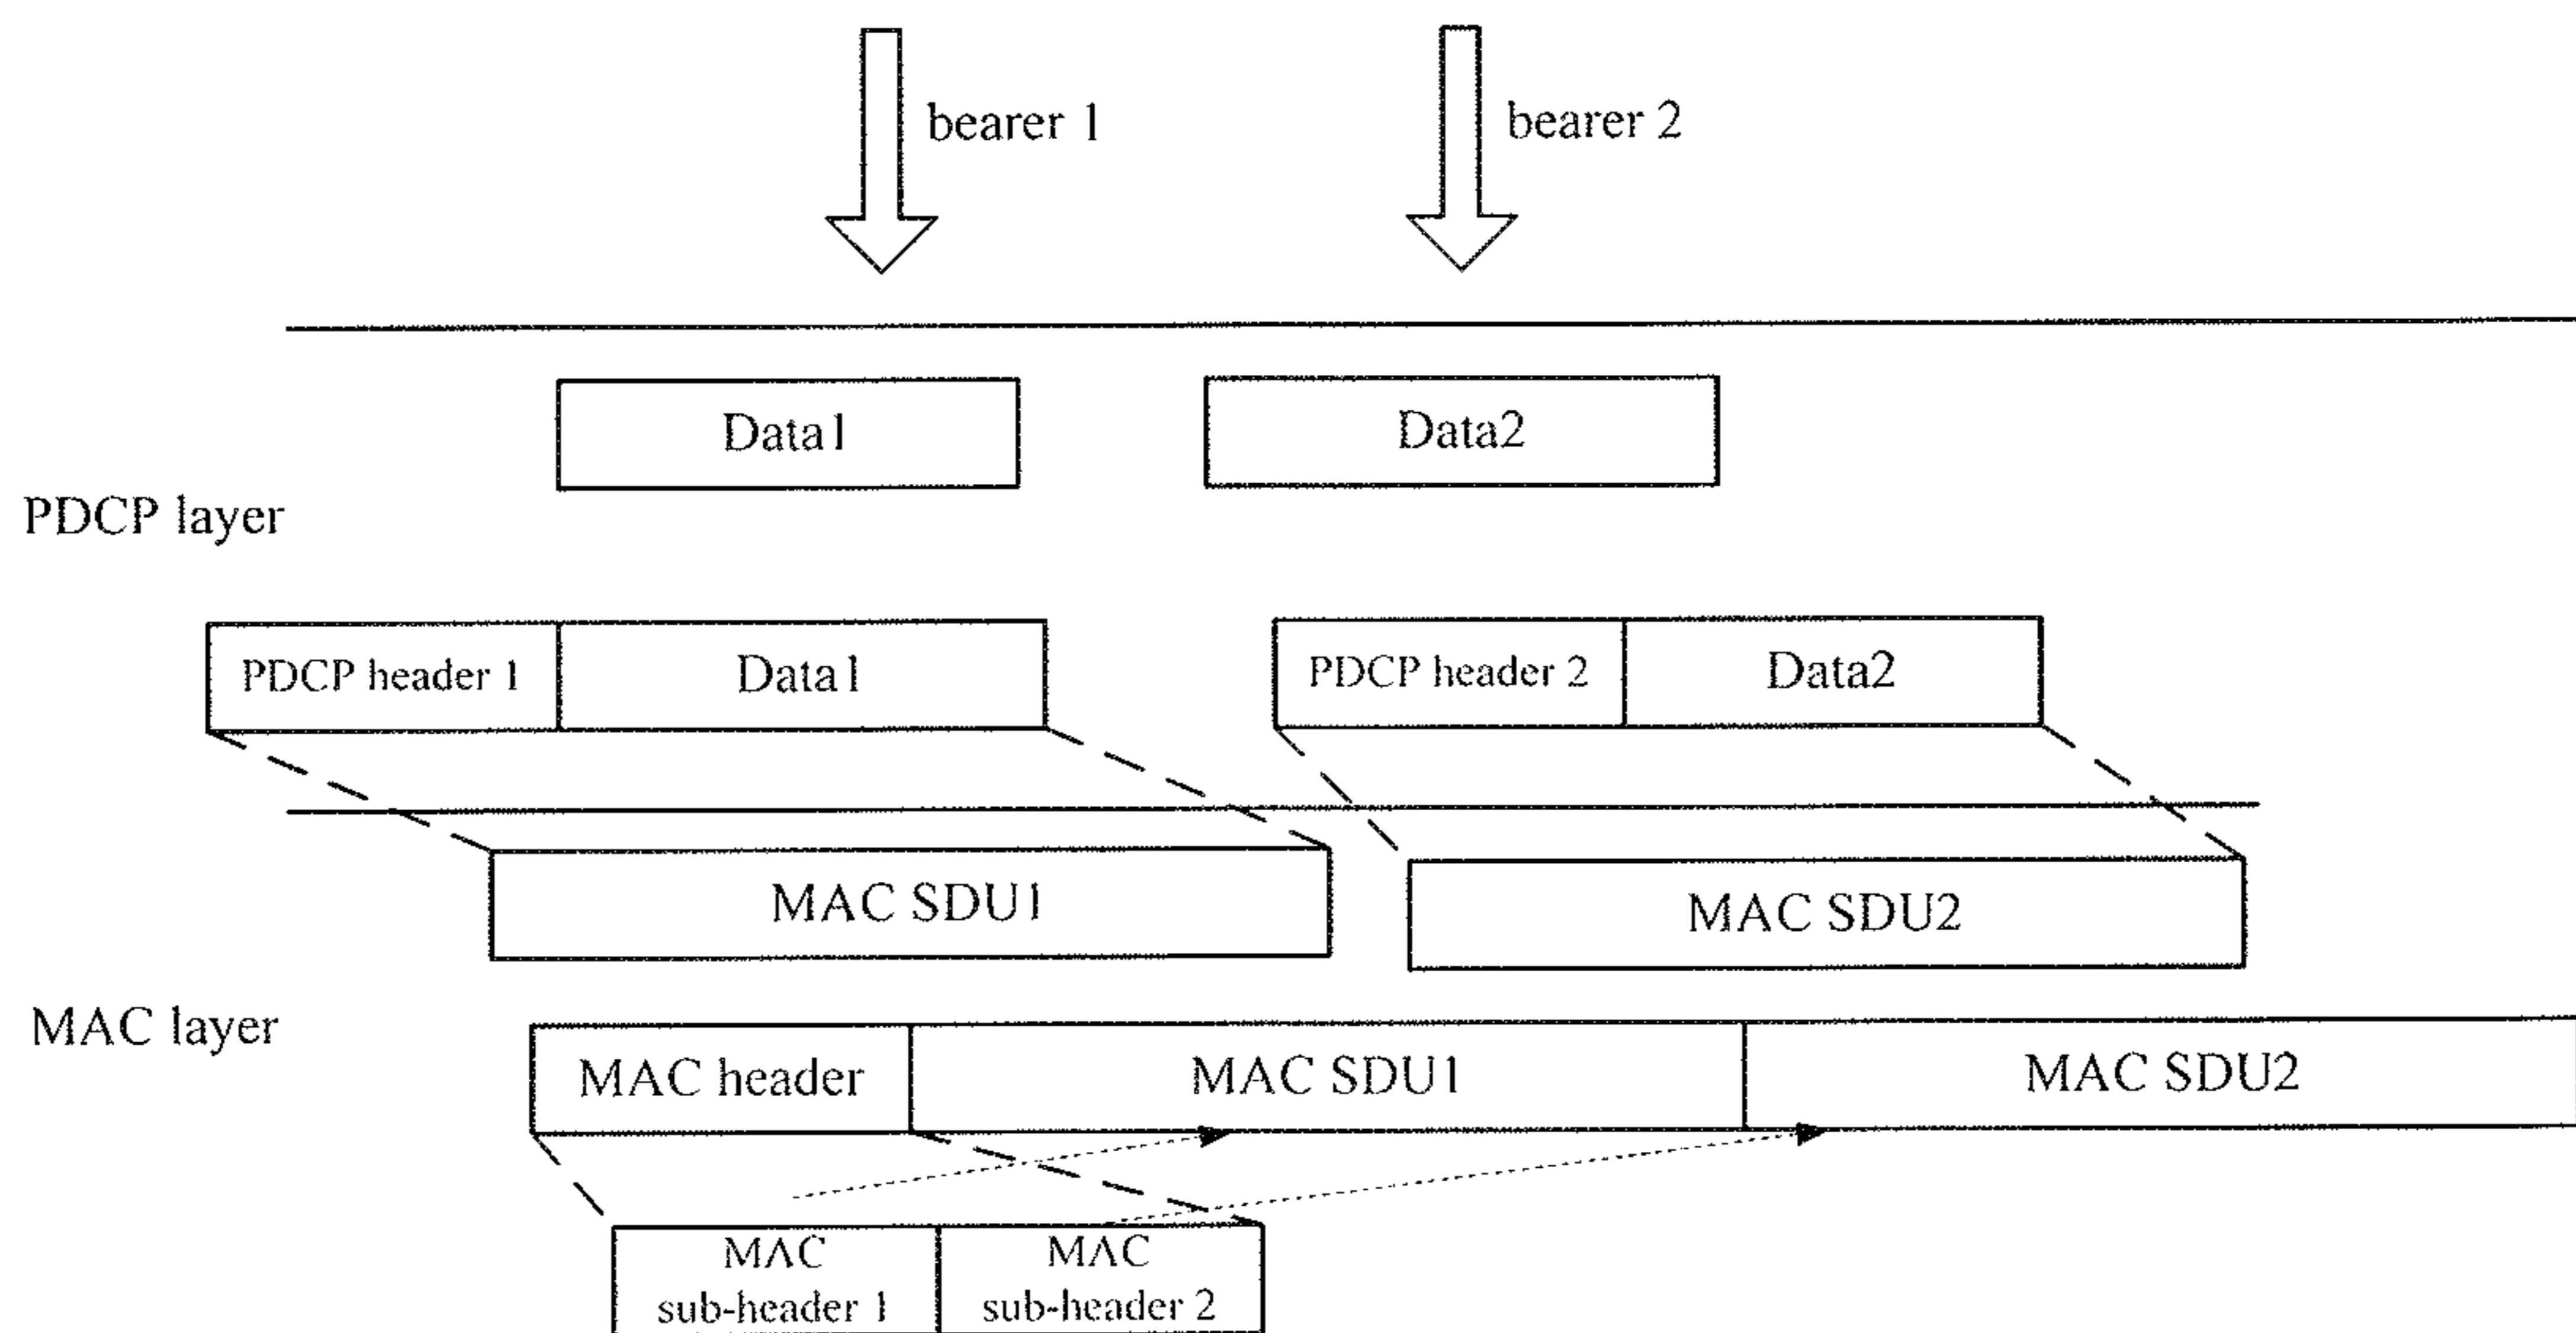 bearer 1
bearer 2
Data1
Data2
PDCP layer
PDCP header 1
Data1
PDCP header 2
Data2
MAC SDU1
MAC SDU2
MAC layer
MAC header
MAC SDU1
MAC SDU2
MAC
sub-header 1
MAC
sub-header 2